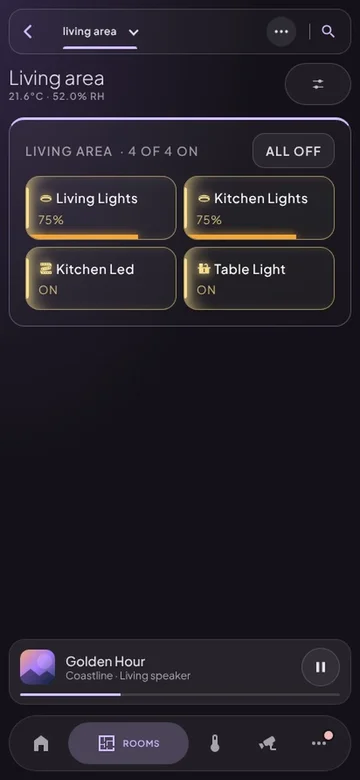 living area
Living area
21.6°C · 52.0% RH
LIVING AREA · 4 OF 4 ON
ALL OFF
Living Lights
75%
Kitchen Lights
75%
Kitchen Led
ON
Table Light
ON
Golden Hour
Coastline · Living speaker
ROOMS